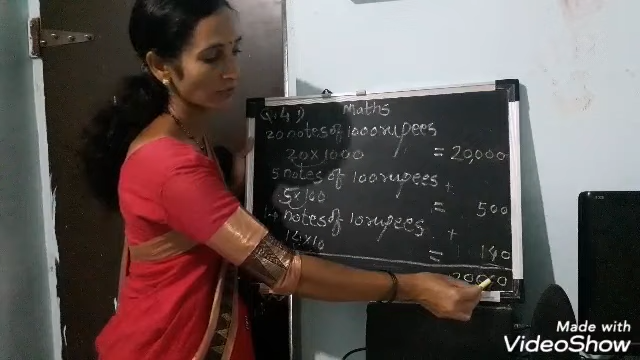 Q.4 1) Maths
20 notes of 1000 rupees
20 x 1000 = 20,000
5 notes of 100 rupees +
5 x 100 = 500
14 notes of 10 rupees +
14 x 10 = 140
Made with
VideoShow